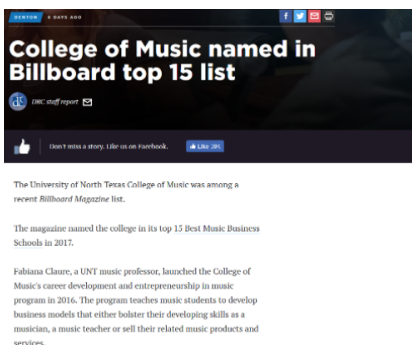 DENTON 6 DAYS AGO
College of Music named in
Billboard top 15 list
DRC staff report
Don't miss a story. Like us on Facebook. Like
The University of North Texas College of Music was among a
recent Billboard Magazine list.
The magazine named the college in its top 15 Best Music Business
Schools in 2017.
Fabiana Claure, a UNT music professor, launched the College of
Music's career development and entrepreneurship in music
program in 2016. The program teaches music students to develop
business models that either bolster their developing skills as a
musician, a music teacher or sell their related music products and
services.